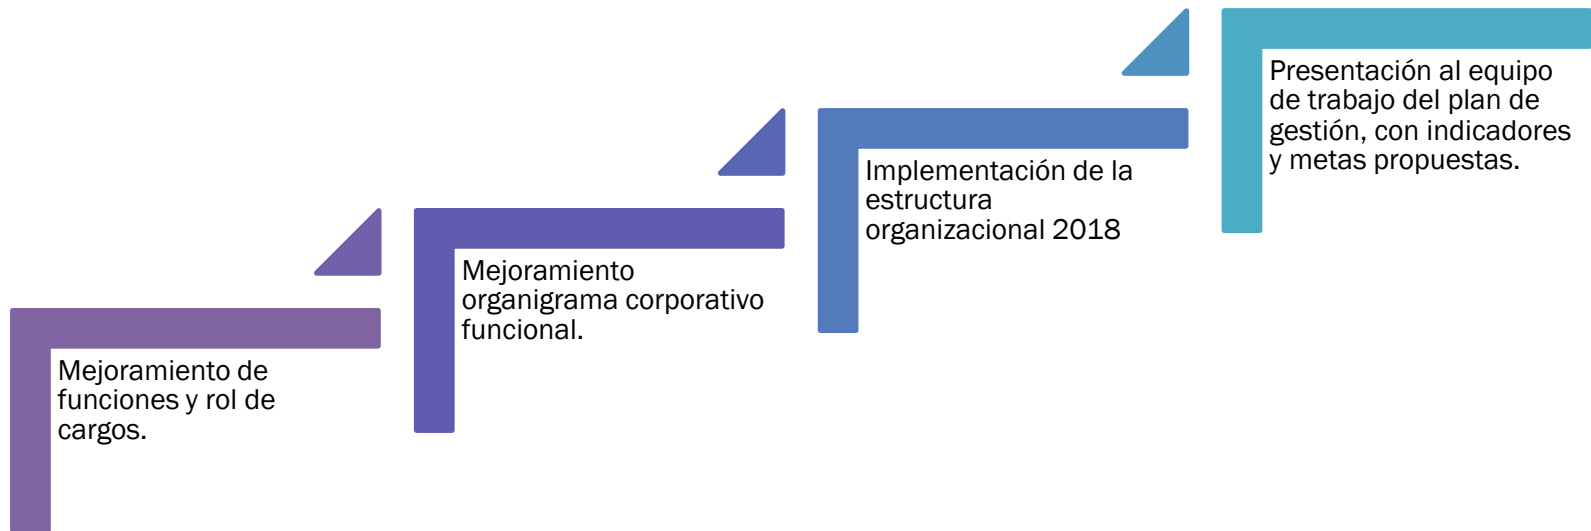 Mejoramiento de
funciones y rol de
cargos.
Mejoramiento
organigrama corporativo
funcional.
Implementación de la
estructura
organizacional 2018
Presentación al equipo
de trabajo del plan de
gestión, con indicadores
y metas propuestas.